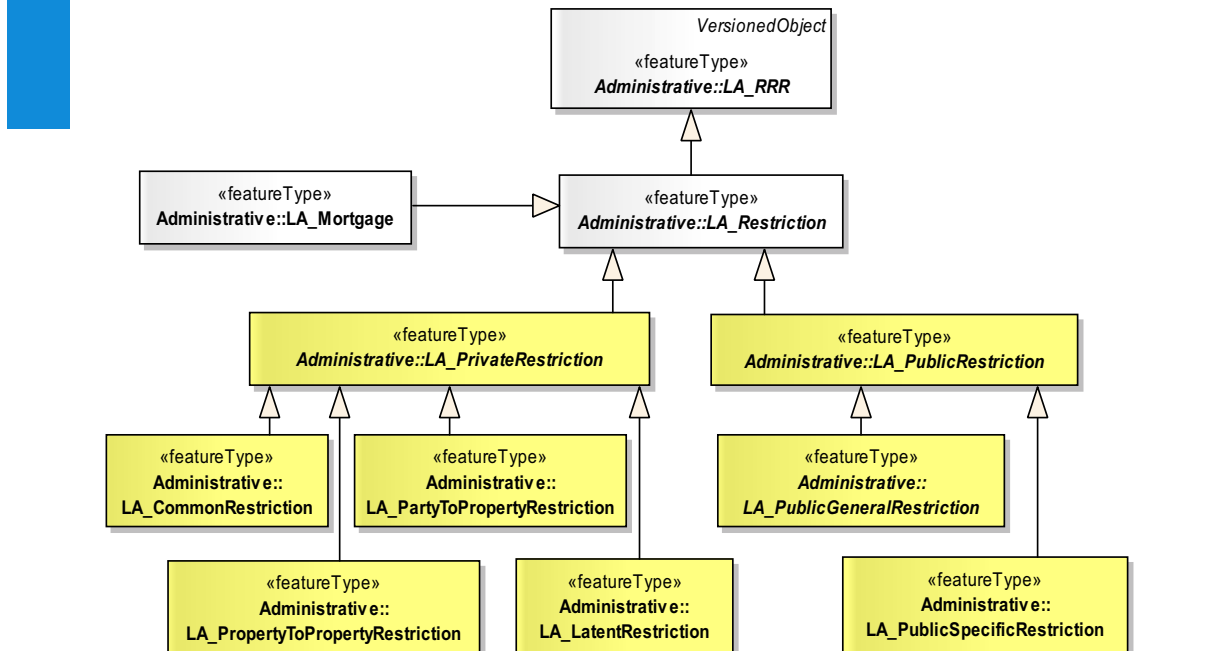 VersionedObject
«featureType»
Administrative::LA_RRR
«featureType»
Administrative::LA_Mortgage
«featureType»
Administrative::LA_Restriction
«featureType»
Administrative::LA_PrivateRestriction
«featureType»
Administrative::LA_PublicRestriction
«featureType»
Administrative::
LA_CommonRestriction
«featureType»
Administrative::
LA_PartyToPropertyRestriction
«featureType»
Administrative::
LA_PublicGeneralRestriction
«featureType»
Administrative::
LA_PropertyToPropertyRestriction
«featureType»
Administrative::
LA_LatentRestriction
«featureType»
Administrative::
LA_PublicSpecificRestriction